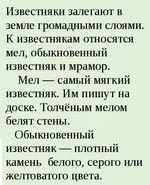 Известняки залегают в
земле громадными слоями.
К известнякам относятся
мел, обыкновенный
известняк и мрамор.
Мел — самый мягкий
известняк. Им пишут на
доске. Толчёным мелом
белят стены.
Обыкновенный
известняк — плотный
камень белого, серого или
желтоватого цвета.